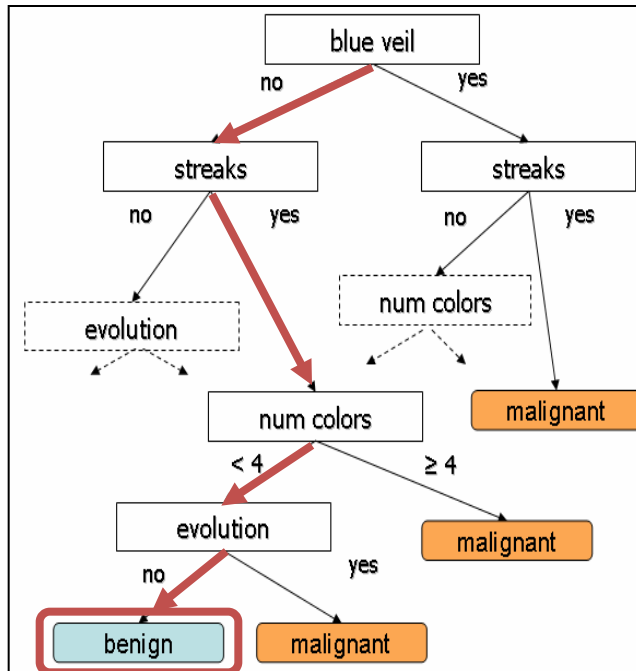 blue veil
no
yes
streaks
streaks
no
yes
no
yes
evolution
num colors
malignant
num colors
< 4
≥ 4
evolution
malignant
no
yes
benign
malignant